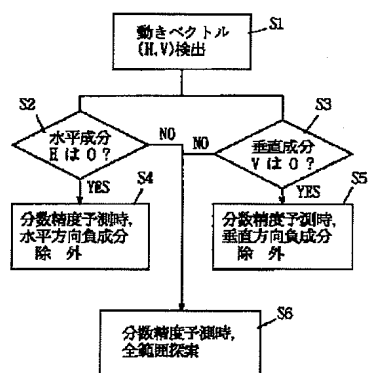 S1
動きベクトル
(H,V)検出
S2
水平成分
H は 0 ?
NO
NO
S3
垂直成分
V は 0 ?
YES
S4
YES
S5
分数精度予測時,
水平方向負成分
除 外
分数精度予測時,
垂直方向負成分
除 外
S6
分数精度予測時,
全範囲探索